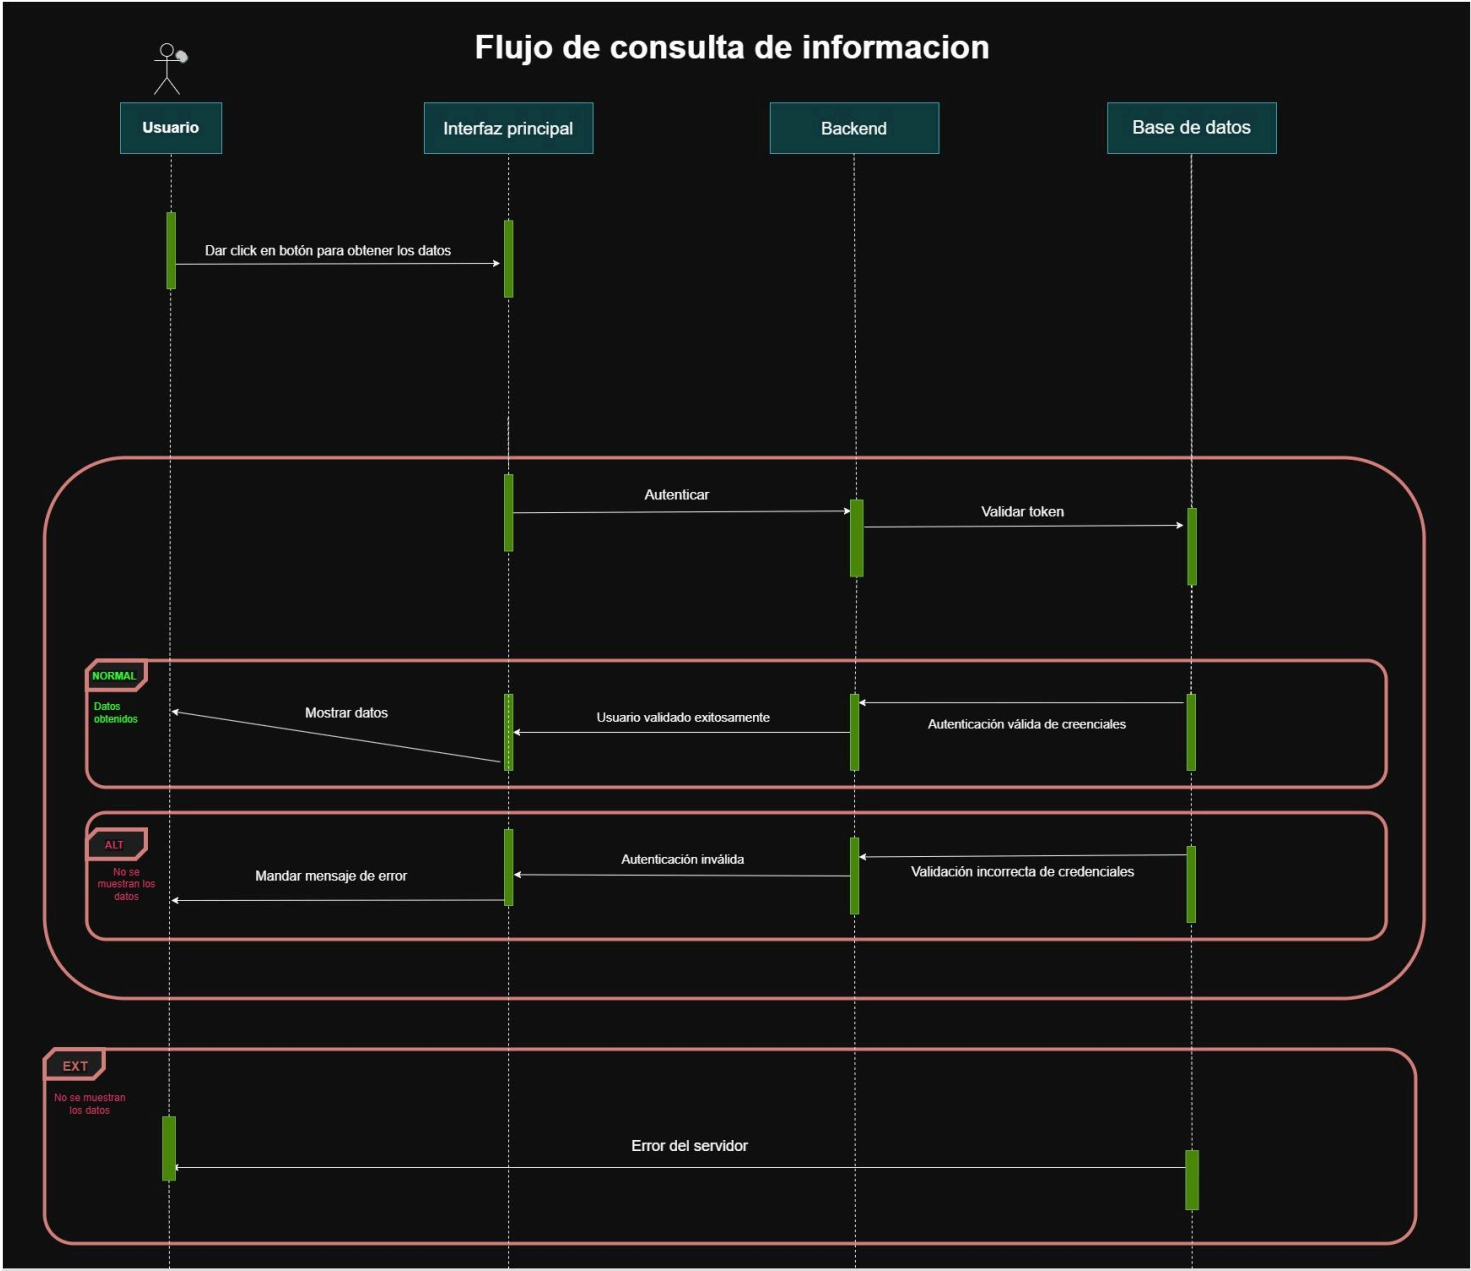 Flujo de consulta de informacion
Usuario
Interfaz principal
Backend
Base de datos
Dar click en botón para obtener los datos
Autenticar
Validar token
NORMAL
Datos
obtenidos
Mostrar datos
Usuario validado exitosamente
Autenticación válida de creenciales
ALT
No se
muestran los
datos
Mandar mensaje de error
Autenticación inválida
Validación incorrecta de credenciales
EXT
No se muestran
los datos
Error del servidor